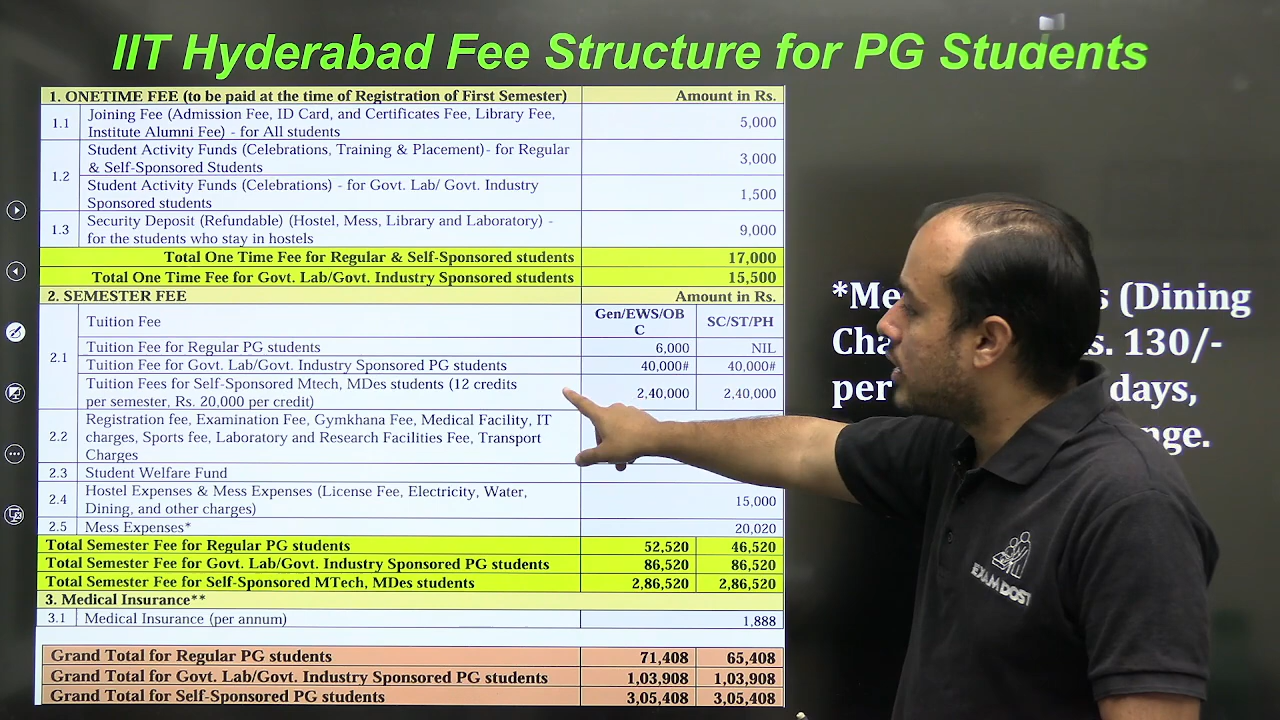 IIT Hyderabad Fee Structure for PG Students
1. ONETIME FEE (to be paid at the time of Registration of First Semester) Amount in Rs.
1.1 Joining Fee (Admission Fee, ID Card, and Certificates Fee, Library Fee,
Institute Alumni Fee) - for All students 5,000
1.2 Student Activity Funds (Celebrations, Training & Placement)- for Regular
& Self-Sponsored Students 3,000
Student Activity Funds (Celebrations) - for Govt. Lab/ Govt. Industry
Sponsored students 1,500
1.3 Security Deposit (Refundable) (Hostel, Mess, Library and Laboratory) -
for the students who stay in hostels 9,000
Total One Time Fee for Regular & Self-Sponsored students 17,000
Total One Time Fee for Govt. Lab/Govt. Industry Sponsored students 15,500
2. SEMESTER FEE Amount in Rs.
2.1 Tuition Fee Gen/EWS/OB
C SC/ST/PH
Tuition Fee for Regular PG students 6,000 NIL
Tuition Fee for Govt. Lab/Govt. Industry Sponsored PG students 40,000# 40,000#
Tuition Fees for Self-Sponsored Mtech, MDes students (12 credits
per semester, Rs. 20,000 per credit) 2,40,000 2,40,000
2.2 Registration fee, Examination Fee, Gymkhana Fee, Medical Facility, IT
charges, Sports fee, Laboratory and Research Facilities Fee, Transport
Charges
2.3 Student Welfare Fund
2.4 Hostel Expenses & Mess Expenses (License Fee, Electricity, Water,
Dining, and other charges) 15,000
2.5 Mess Expenses* 20,020
Total Semester Fee for Regular PG students 52,520 46,520
Total Semester Fee for Govt. Lab/Govt. Industry Sponsored PG students 86,520 86,520
Total Semester Fee for Self-Sponsored MTech, MDes students 2,86,520 2,86,520
3. Medical Insurance**
3.1 Medical Insurance (per annum) 1,888
Grand Total for Regular PG students 71,408 65,408
Grand Total for Govt. Lab/Govt. Industry Sponsored PG students 1,03,908 1,03,908
Grand Total for Self-Sponsored PG students 3,05,408 3,05,408
(Dining
130/-
per days,
EXAM DOST